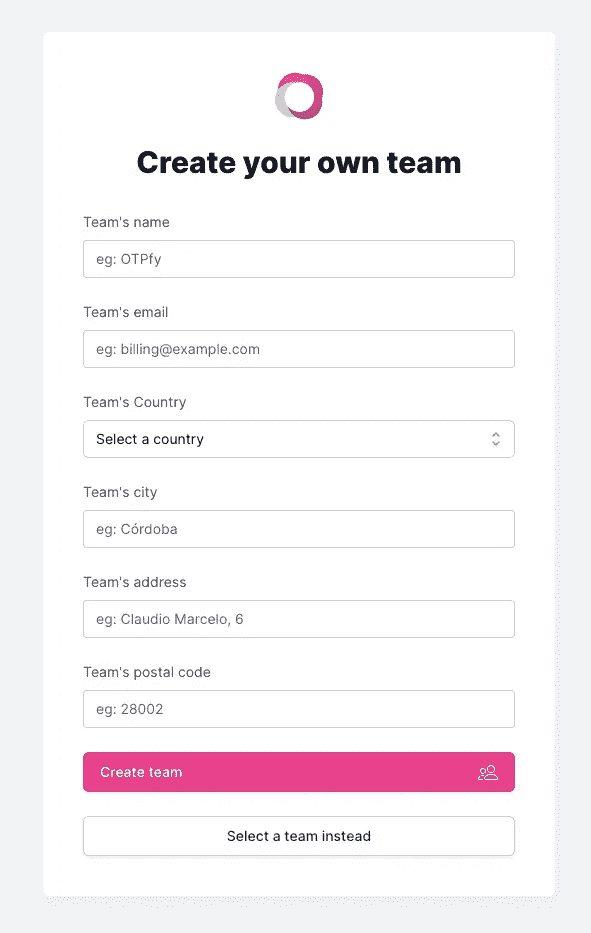 Create your own team
Team's name
eg: OTPfy
Team's email
eg: billing@example.com
Team's Country
Select a country
Team's city
eg: Córdoba
Team's address
eg: Claudio Marcelo, 6
Team's postal code
eg: 28002
Create team
Select a team instead